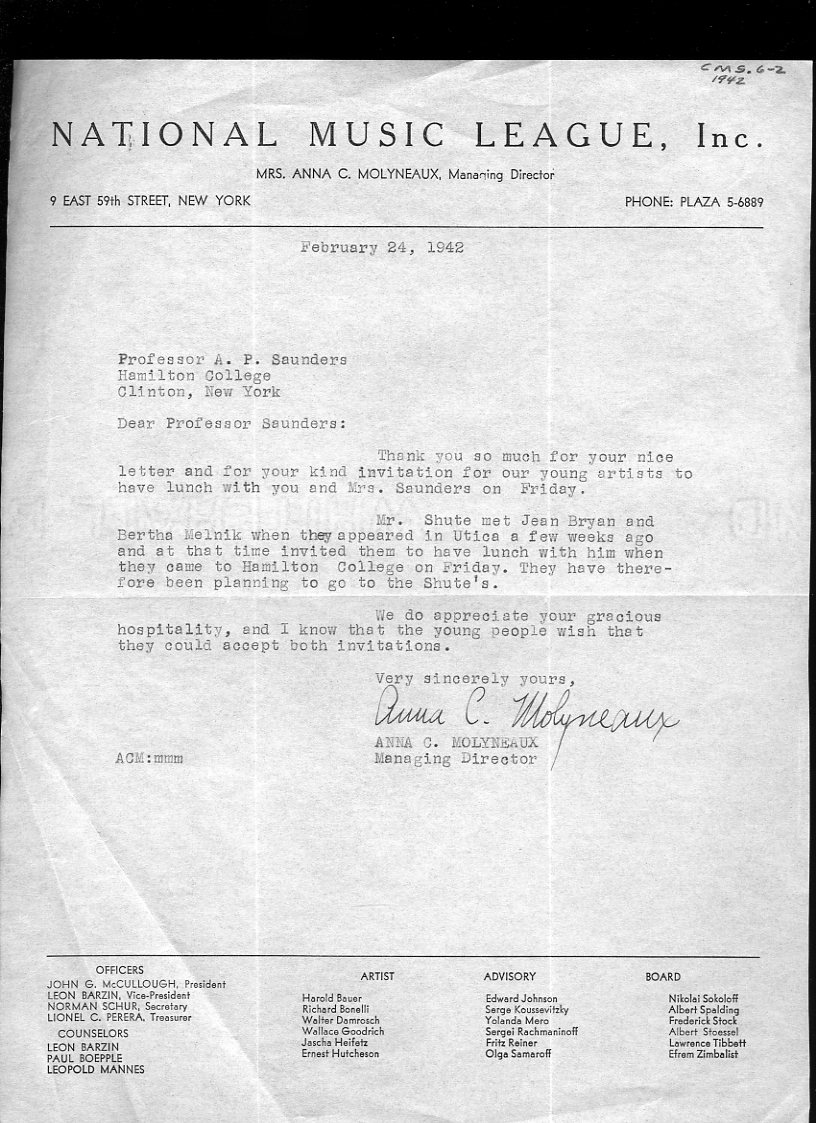 CMS. 6-2
1942
NATIONAL MUSIC LEAGUE, Inc.
MRS. ANNA C. MOLYNEAUX, Managing Director
9 EAST 59th STREET, NEW YORK PHONE: PLAZA 5-6889
February 24, 1942
Professor A. P. Saunders
Hamilton College
Clinton, New York
Dear Professor Saunders:
Thank you so much for your nice
letter and for your kind invitation for our young artists to
have lunch with you and Mrs. Saunders on Friday.
Mr. Shute met Jean Bryan and
Bertha Melnik when they appeared in Utica a few weeks ago
and at that time invited them to have lunch with him when
they came to Hamilton College on Friday. They have there-
fore been planning to go to the Shute's.
We do appreciate your gracious
hospitality, and I know that the young people wish that
they could accept both invitations.
Very sincerely yours,
Anna C. Molyneaux
ANNA C. MOLYNEAUX
ACM:mmm Managing Director
OFFICERS
JOHN G. McCULLOUGH, President
LEON BARZIN, Vice-President
NORMAN SCHUR, Secretary
LIONEL C. PERERA, Treasurer
COUNSELORS
LEON BARZIN
PAUL BOEPPLE
LEOPOLD MANNES
ARTIST ADVISORY BOARD
Harold Bauer
Richard Bonelli
Walter Damrosch
Wallace Goodrich
Jascha Heifetz
Ernest Hutcheson
Edward Johnson
Serge Koussevitzky
Yolanda Mero
Sergei Rachmaninoff
Fritz Reiner
Olga Samaroff
Nikolai Sokoloff
Albert Spalding
Frederick Stock
Albert Stoessel
Lawrence Tibbett
Efrem Zimbalist